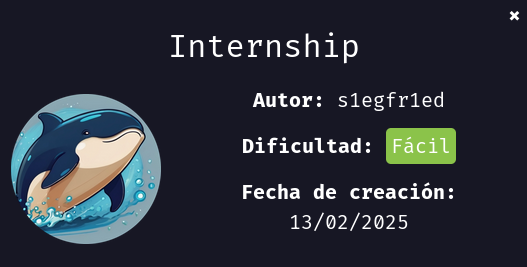 Internship
Autor: s1egfr1ed
Dificultad: Fácil
Fecha de creación:
13/02/2025